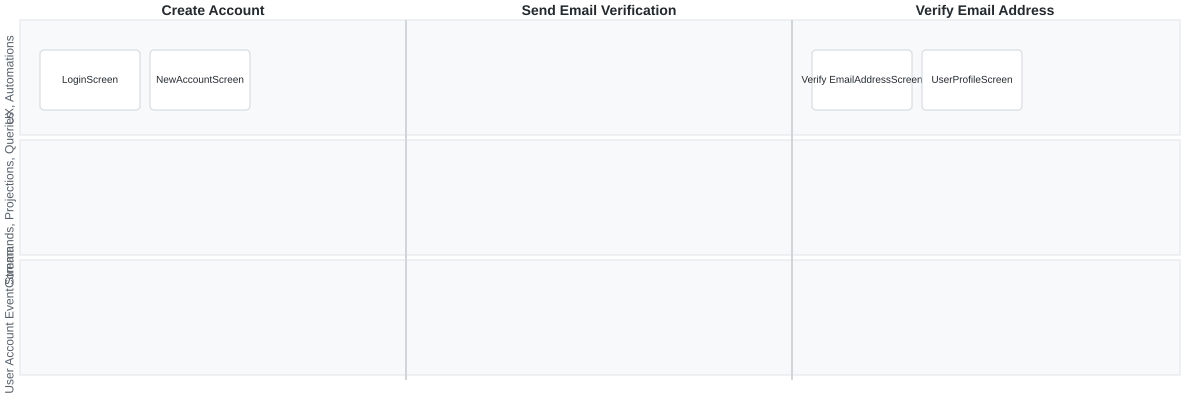 Create Account
Send Email Verification
Verify Email Address
UX, Automations
LoginScreen
NewAccountScreen
Verify EmailAddressScreen
UserProfileScreen
Commands, Projections, Queries
User Account Event Stream